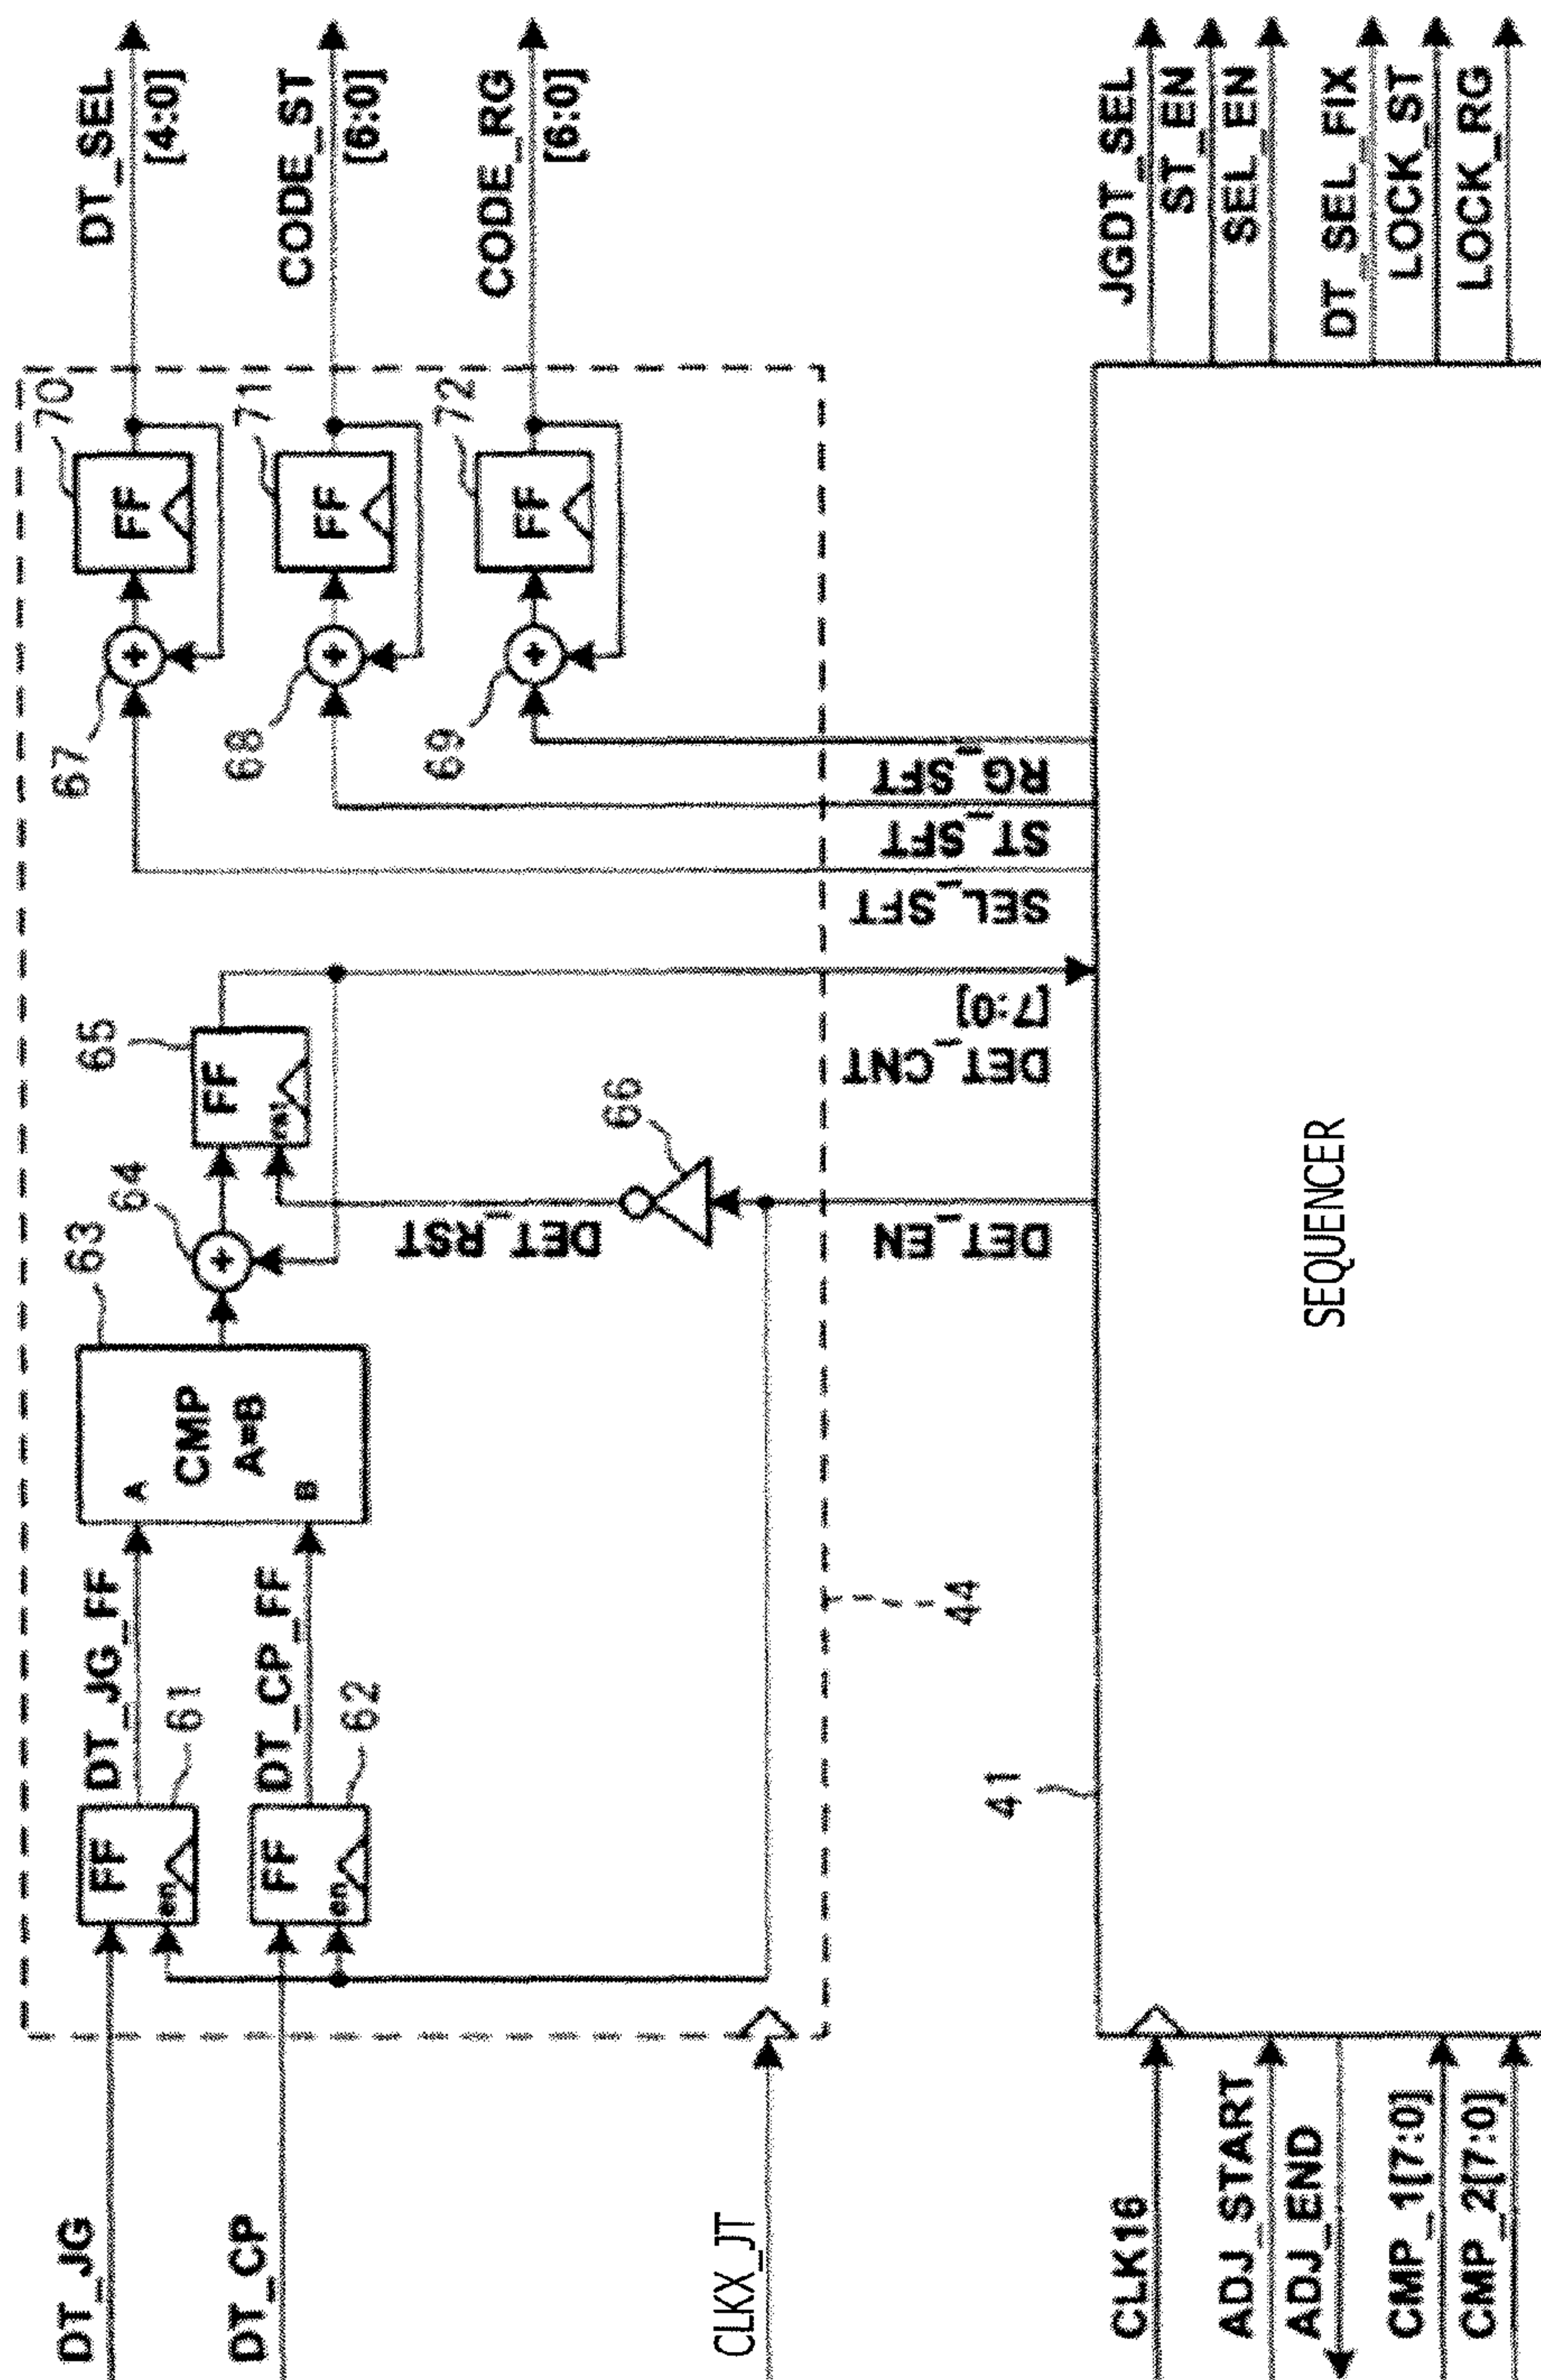 DT_JG
DT_CP
CLKX_JT
FF
en
61
DT_JG_FF
FF
en
62
DT_CP_FF
A
B
CMP
A=B
63
64
+
FF
rst
65
66
DET_RST
DET_EN
DET_CNT
[7:0]
SEL_SFT
ST_SFT
RG_SFT
67
+
FF
70
DT_SEL
[4:0]
68
+
FF
71
CODE_ST
[6:0]
69
+
FF
72
CODE_RG
[6:0]
44
41
SEQUENCER
CLK16
ADJ_START
ADJ_END
CMP_1[7:0]
CMP_2[7:0]
JGDT_SEL
ST_EN
SEL_EN
DT_SEL_FIX
LOCK_ST
LOCK_RG